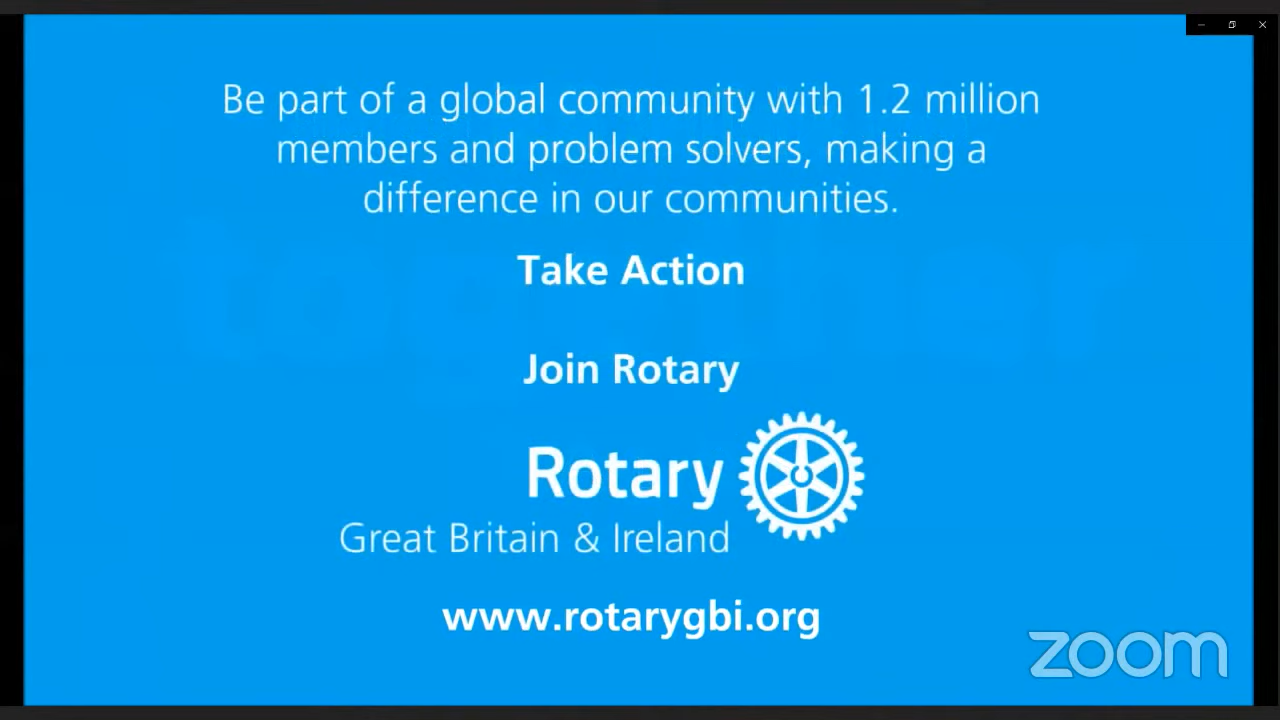 Be part of a global community with 1.2 million
members and problem solvers, making a
difference in our communities.
Take Action
Join Rotary
Rotary
Great Britain & Ireland
www.rotarygbi.org
zoom